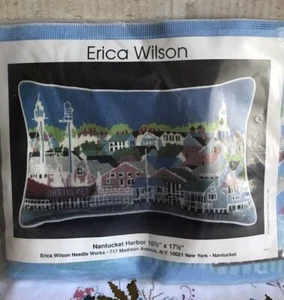 Erica Wilson
NANTUCKET
Nantucket Harbor 10½" x 17½"
Erica Wilson Needle Works - 717 Madison Avenue, N.Y. 10021 New York - Nantucket